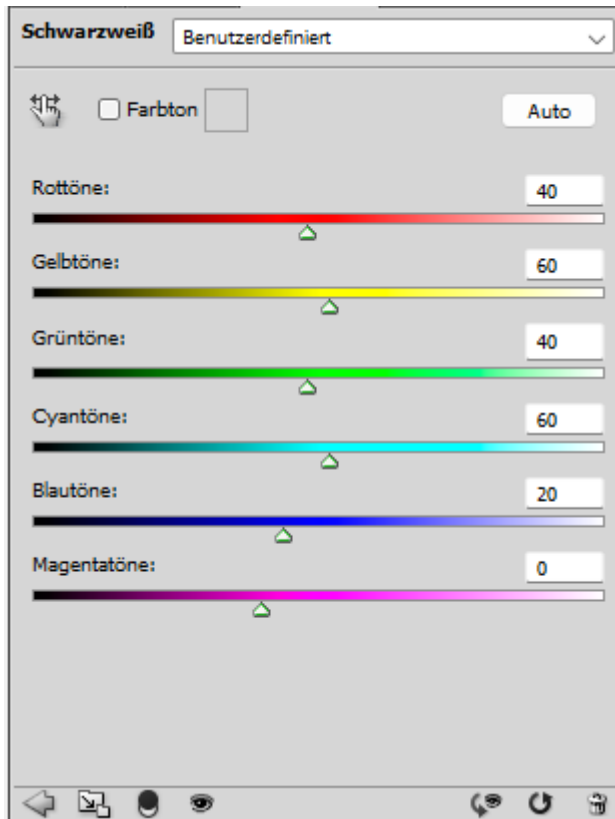 Schwarzweiß Benutzerdefiniert
Farbton Auto
Rottöne: 40
Gelbtöne: 60
Grüntöne: 40
Cyantöne: 60
Blautöne: 20
Magentatöne: 0